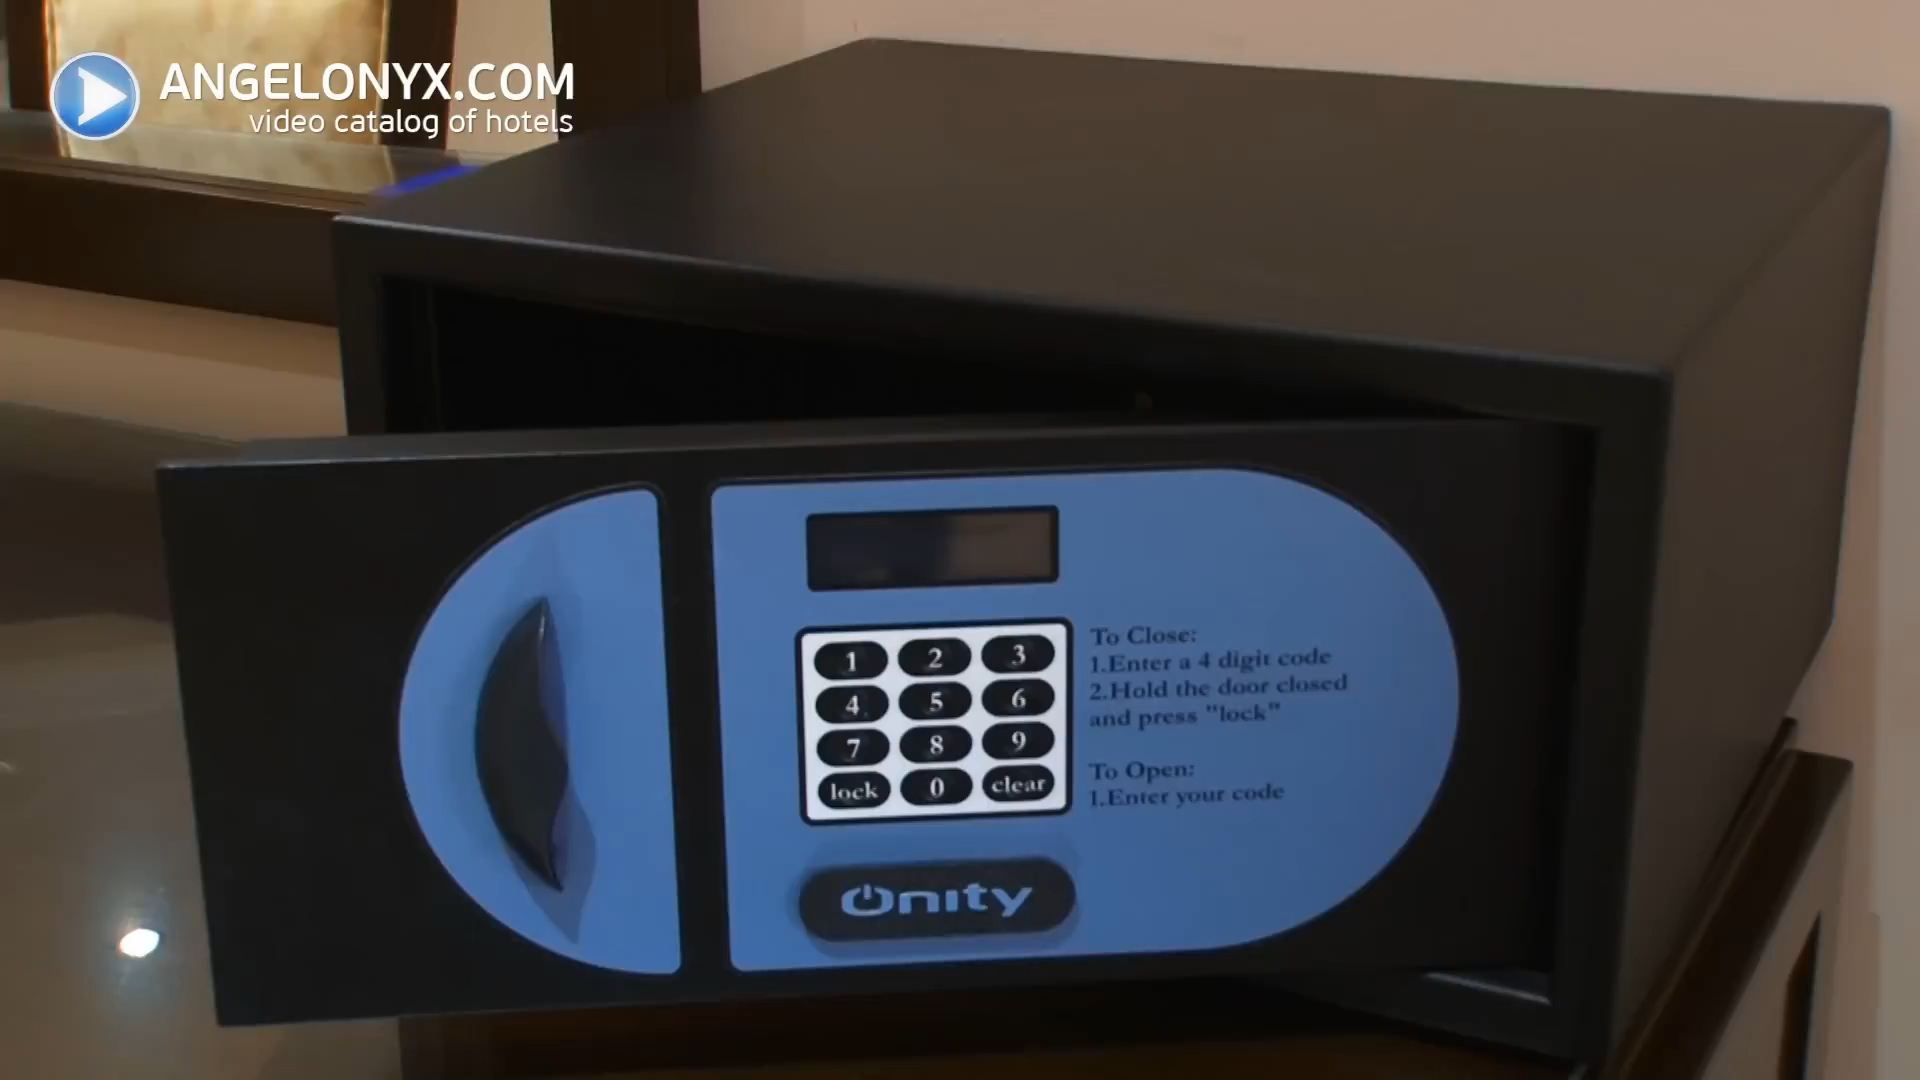 ANGELONYX.COM
video catalog of hotels
1 2 3
4 5 6
7 8 9
lock 0 clear
To Close:
1.Enter a 4 digit code
2.Hold the door closed
and press "lock"
To Open:
1.Enter your code
Onity